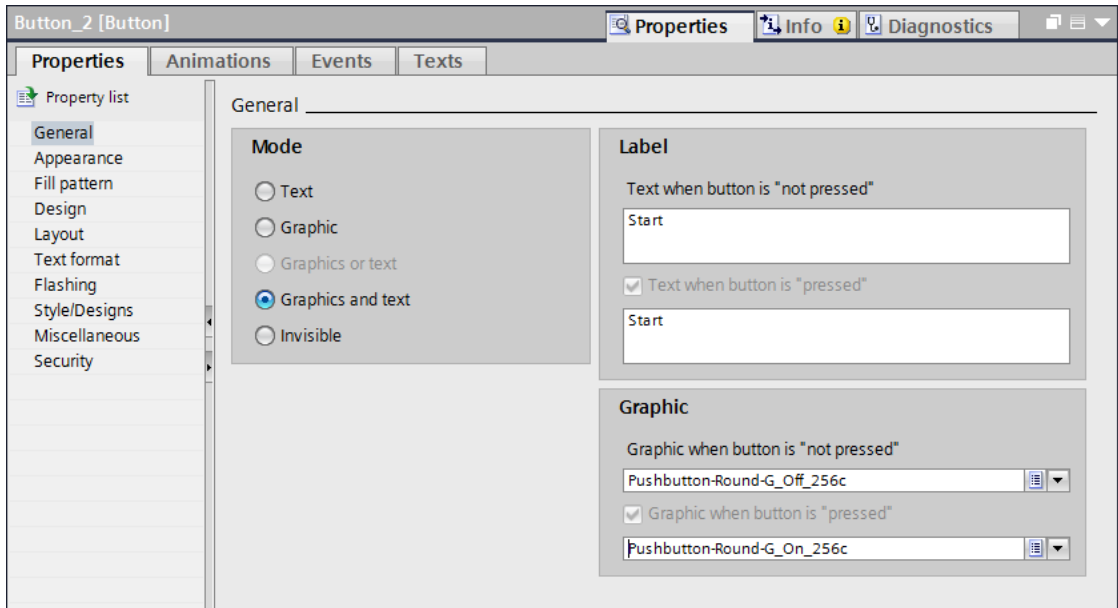 Button_2 [Button]
Properties
Info
Diagnostics
Properties
Animations
Events
Texts
Property list
General
Appearance
Fill pattern
Design
Layout
Text format
Flashing
Style/Designs
Miscellaneous
Security
General
Mode
Text
Graphic
Graphics or text
Graphics and text
Invisible
Label
Text when button is "not pressed"
Start
Text when button is "pressed"
Start
Graphic
Graphic when button is "not pressed"
Pushbutton-Round-G_Off_256c
Graphic when button is "pressed"
Pushbutton-Round-G_On_256c